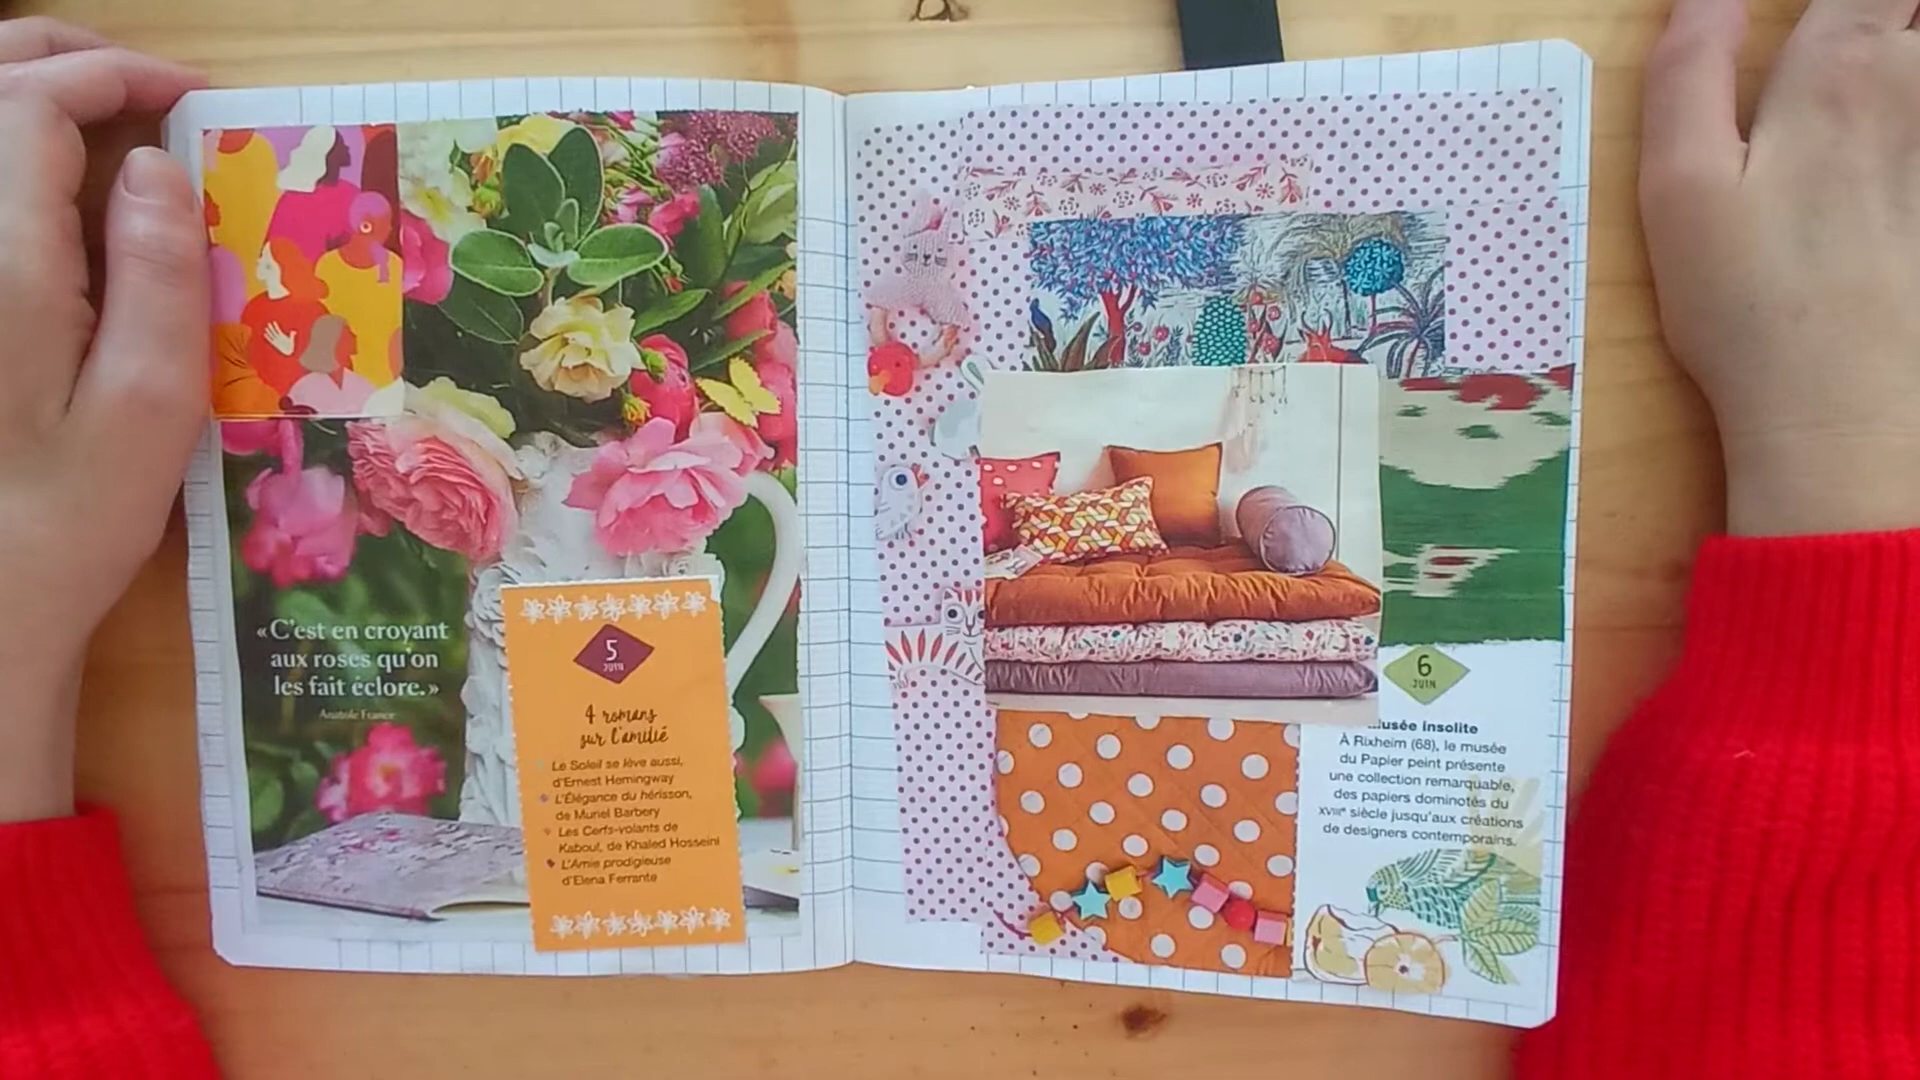 «C'est en croyant
aux roses qu'on
les fait éclore.»
Anatole France
5
JUIN
4 romans
sur l'amitié
Le Soleil se lève aussi,
d'Ernest Hemingway
L'Élégance du hérisson,
de Muriel Barbery
Les Cerfs-volants de
Kaboul, de Khaled Hosseini
L'Amie prodigieuse
d'Elena Ferrante
6
JUIN
musée insolite
À Rixheim (68), le musée
du Papier peint présente
une collection remarquable,
des papiers dominotés du
XVIIIe siècle jusqu'aux créations
de designers contemporains.